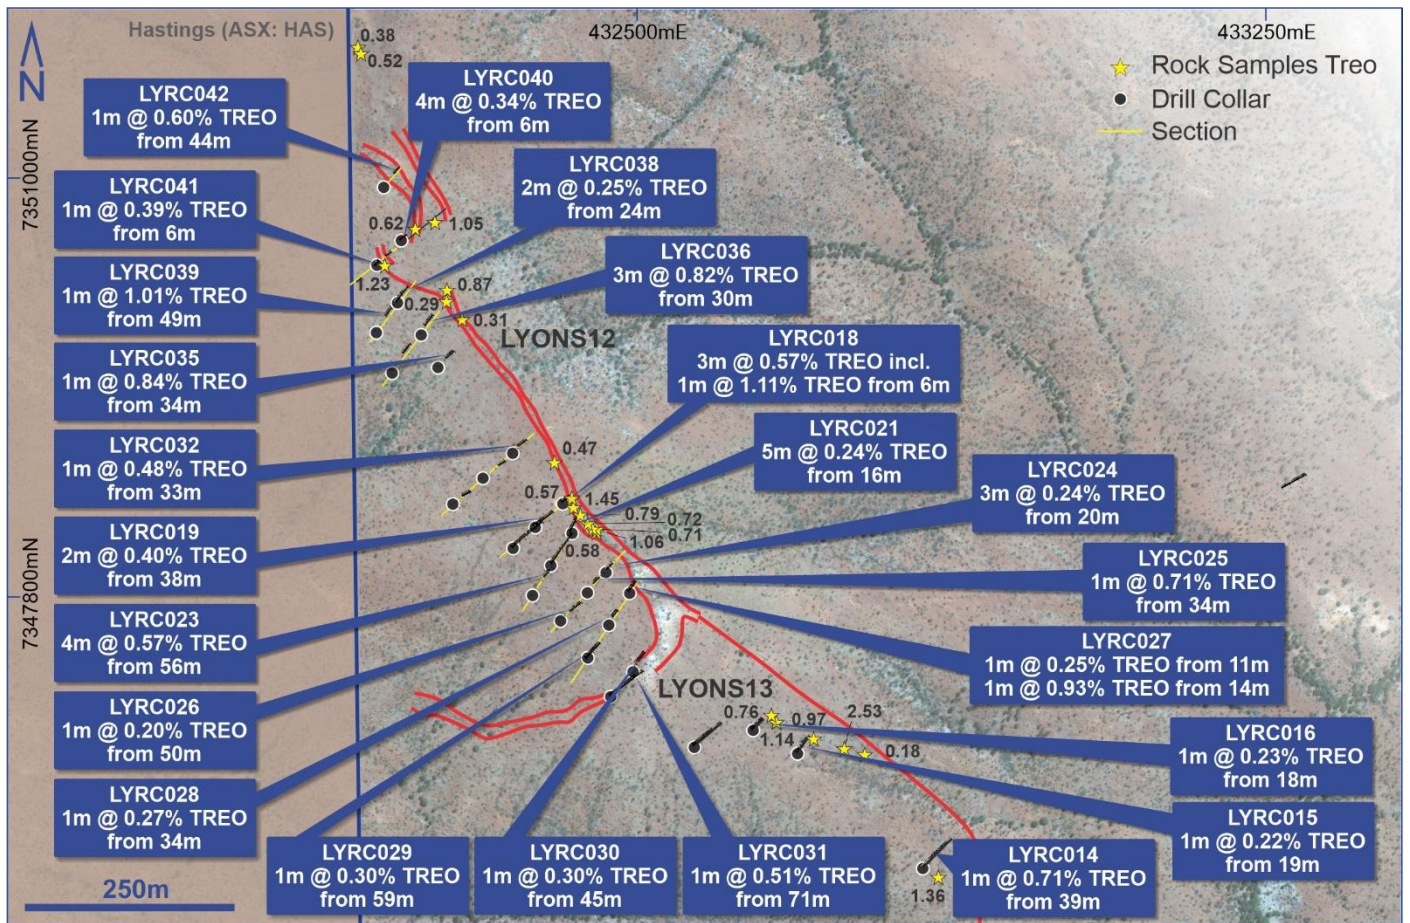 Hastings (ASX: HAS)
0.38
0.52
432500mE
433250mE
Rock Samples Treo
Drill Collar
Section
N
7351000mN
7347800mN
LYRC042
1m @ 0.60% TREO
from 44m
LYRC040
4m @ 0.34% TREO
from 6m
LYRC041
1m @ 0.39% TREO
from 6m
LYRC038
2m @ 0.25% TREO
from 24m
0.62
1.05
LYRC039
1m @ 1.01% TREO
from 49m
LYRC036
3m @ 0.82% TREO
from 30m
1.23
0.29
0.87
0.31
LYONS12
LYRC035
1m @ 0.84% TREO
from 34m
LYRC018
3m @ 0.57% TREO incl.
1m @ 1.11% TREO from 6m
LYRC032
1m @ 0.48% TREO
from 33m
LYRC021
5m @ 0.24% TREO
from 16m
0.47
0.57
1.45
0.79
0.72
0.71
1.06
0.58
LYRC024
3m @ 0.24% TREO
from 20m
LYRC019
2m @ 0.40% TREO
from 38m
LYRC025
1m @ 0.71% TREO
from 34m
LYRC023
4m @ 0.57% TREO
from 56m
LYRC027
1m @ 0.25% TREO from 11m
1m @ 0.93% TREO from 14m
LYONS13
LYRC026
1m @ 0.20% TREO
from 50m
0.76
0.97
1.14
2.53
0.18
LYRC016
1m @ 0.23% TREO
from 18m
LYRC028
1m @ 0.27% TREO
from 34m
LYRC015
1m @ 0.22% TREO
from 19m
LYRC029
1m @ 0.30% TREO
from 59m
LYRC030
1m @ 0.30% TREO
from 45m
LYRC031
1m @ 0.51% TREO
from 71m
LYRC014
1m @ 0.71% TREO
from 39m
1.36
250m